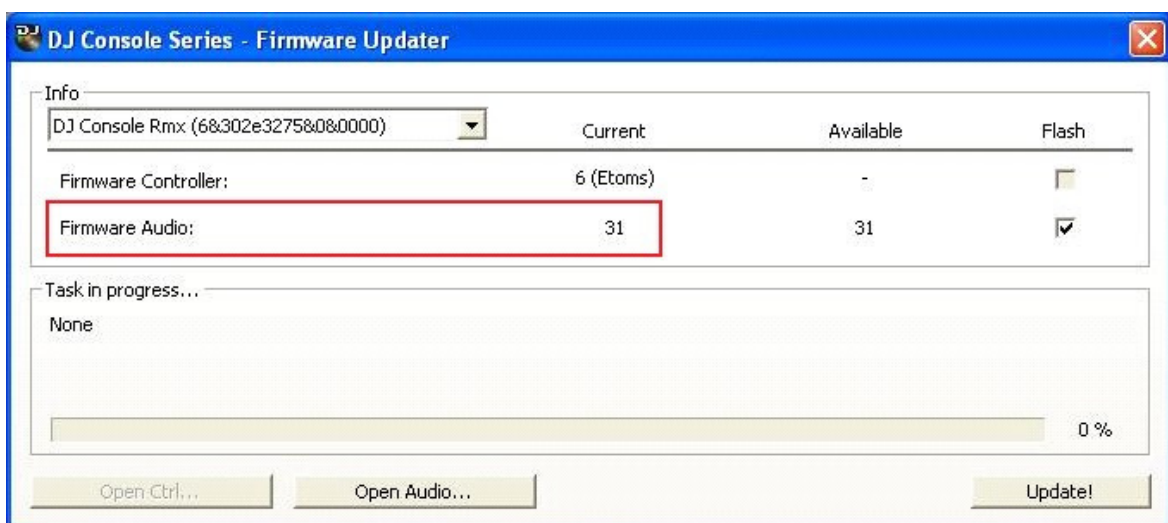 DJ Console Series - Firmware Updater
Info
DJ Console Rmx (6&302e3275&0&0000) Current Available Flash
Firmware Controller: 6 (Etoms) -
Firmware Audio: 31 31
Task in progress...
None
0 %
Open Ctrl... Open Audio... Update!